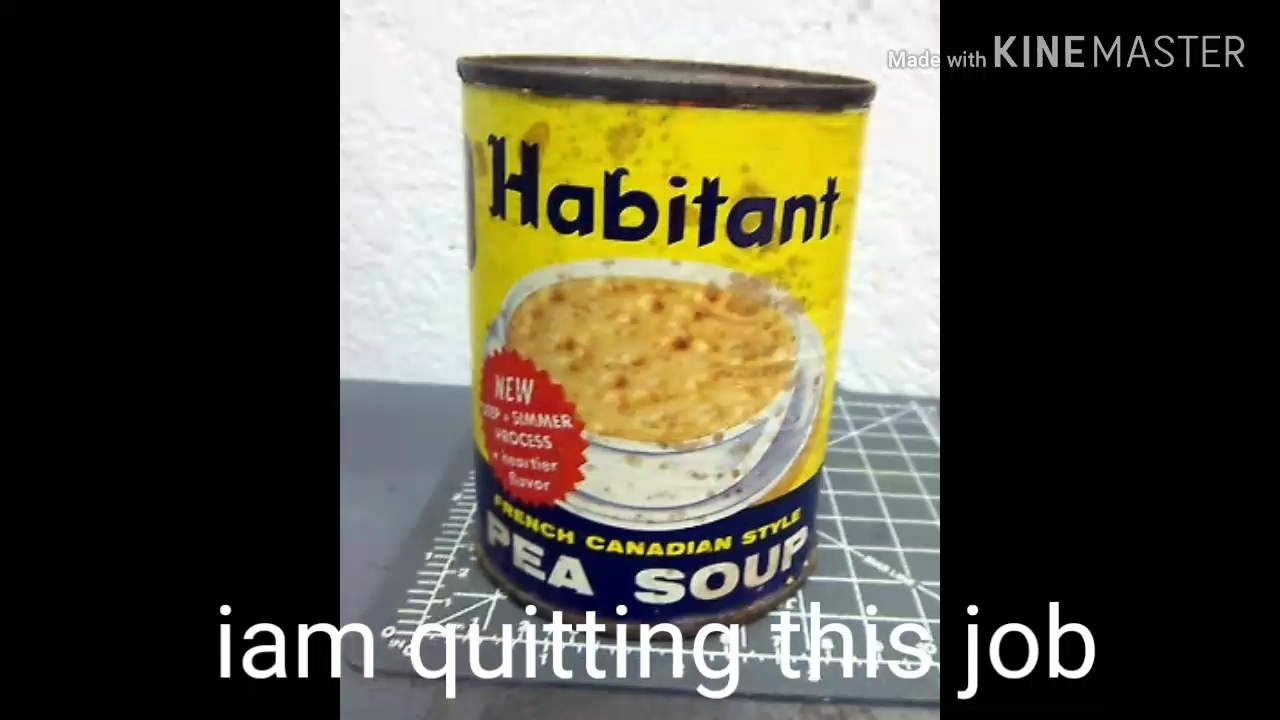 Made with KINEMASTER
Habitant
NEW
SIMMER
PROCESS
heartier
flavor
FRENCH CANADIAN STYLE
PEA SOUP
iam quitting this job